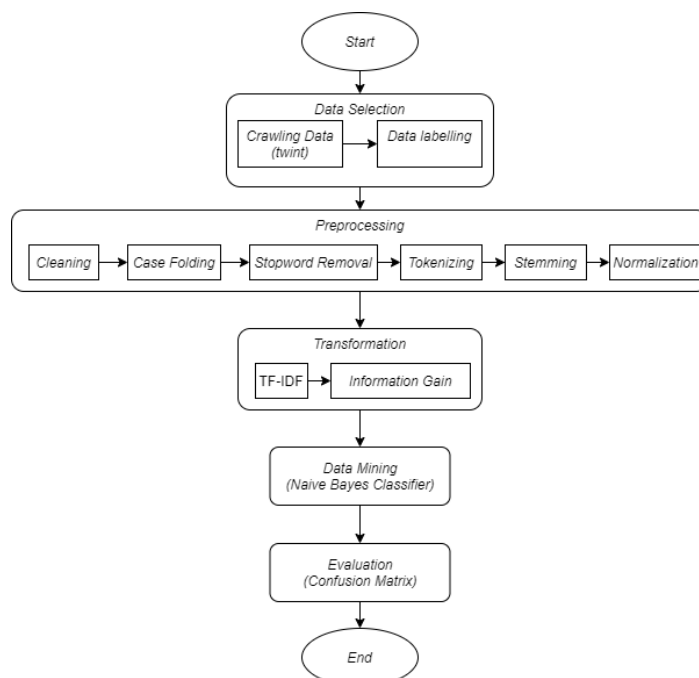 Start
Data Selection
Crawling Data
(twint)
Data labelling
Preprocessing
Cleaning
Case Folding
Stopword Removal
Tokenizing
Stemming
Normalization
Transformation
TF-IDF
Information Gain
Data Mining
(Naive Bayes Classifier)
Evaluation
(Confusion Matrix)
End